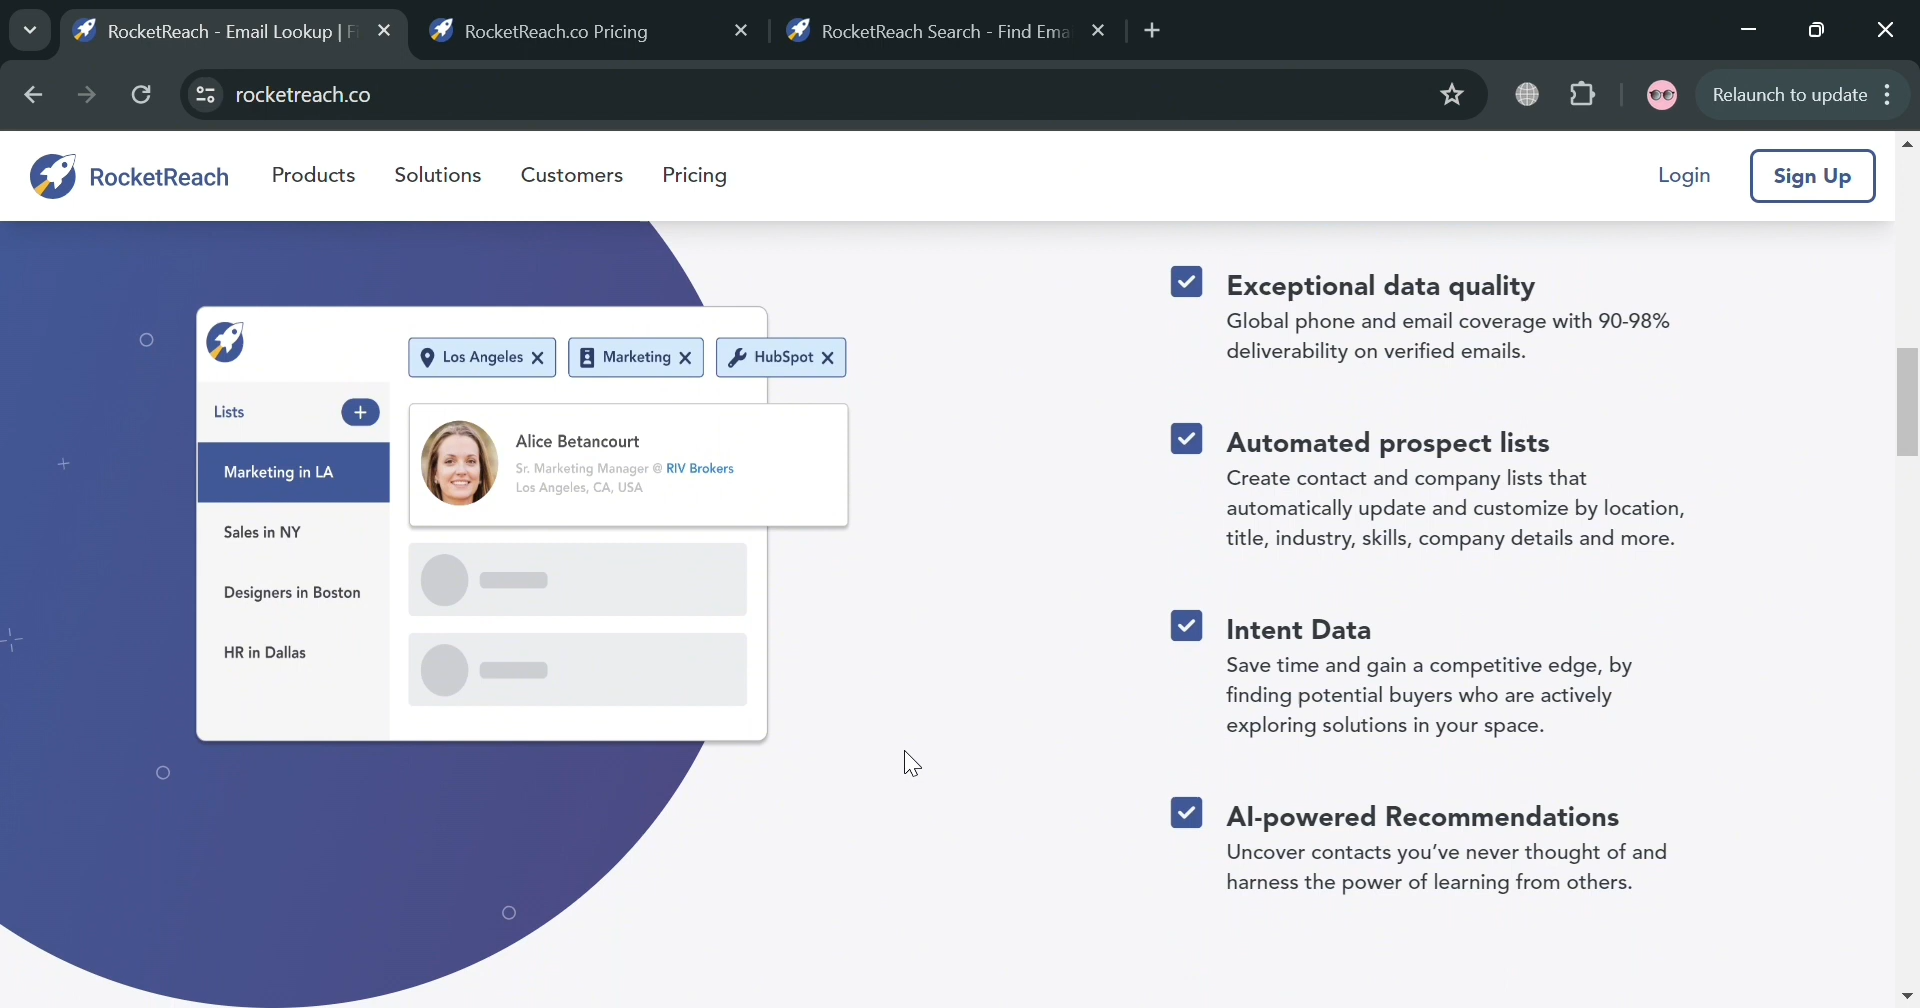 RocketReach - Email Lookup | Fi
RocketReach.co Pricing
RocketReach Search - Find Ema
rocketreach.co
Relaunch to update
RocketReach
Products
Solutions
Customers
Pricing
Login
Sign Up
Los Angeles
Marketing
HubSpot
Lists
Marketing in LA
Sales in NY
Designers in Boston
HR in Dallas
Alice Betancourt
Sr. Marketing Manager @ RIV Brokers
Los Angeles, CA, USA
Exceptional data quality
Global phone and email coverage with 90-98%
deliverability on verified emails.
Automated prospect lists
Create contact and company lists that
automatically update and customize by location,
title, industry, skills, company details and more.
Intent Data
Save time and gain a competitive edge, by
finding potential buyers who are actively
exploring solutions in your space.
AI-powered Recommendations
Uncover contacts you've never thought of and
harness the power of learning from others.